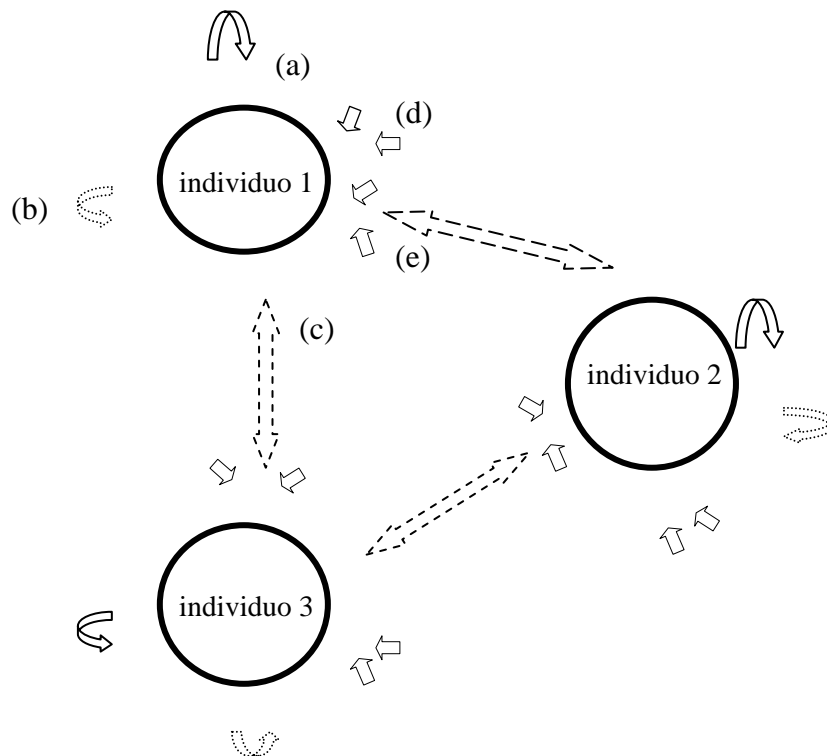 (a)
(d)
individuo 1
(b)
(e)
(c)
individuo 2
individuo 3